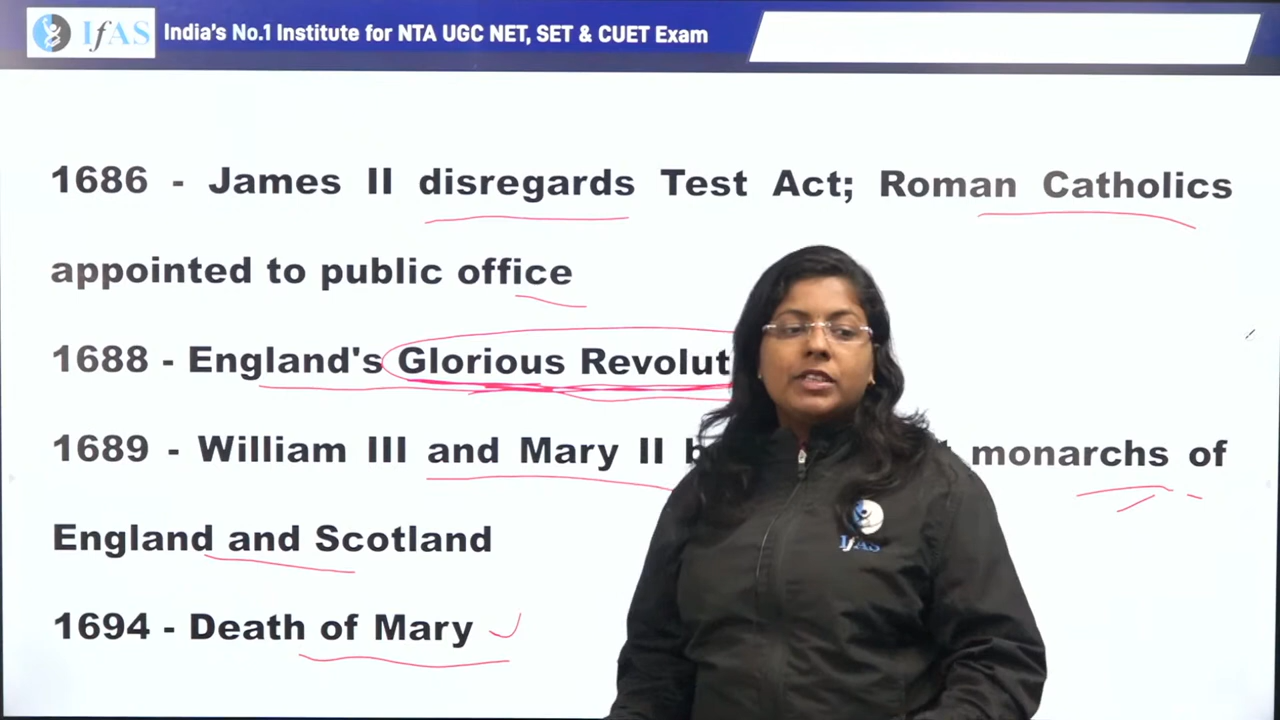 IfAS India's No.1 Institute for NTA UGC NET, SET & CUET Exam
1686 - James II disregards Test Act; Roman Catholics
appointed to public office
1688 - England's Glorious
1689 - William III and Mary II monarchs of
England and Scotland
1694 - Death of Mary
IfAS